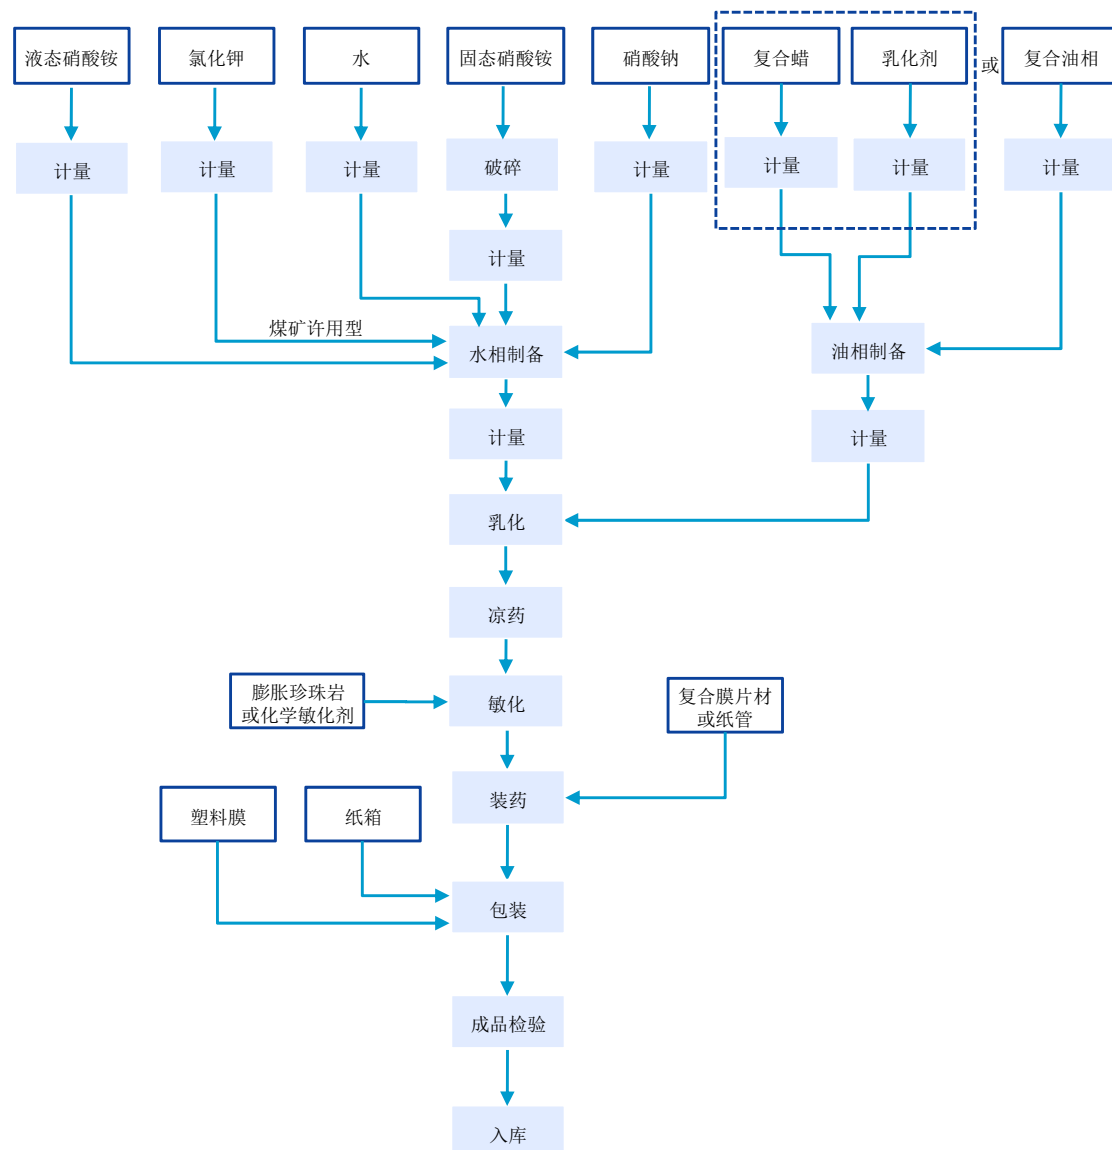 液态硝酸铵
氯化钾
水
固态硝酸铵
硝酸钠
复合蜡
乳化剂
或
复合油相
计量
计量
计量
破碎
计量
计量
计量
计量
计量
煤矿许用型
水相制备
油相制备
计量
计量
乳化
凉药
膨胀珍珠岩
或化学敏化剂
敏化
复合膜片材
或纸管
装药
塑料膜
纸箱
包装
成品检验
入库